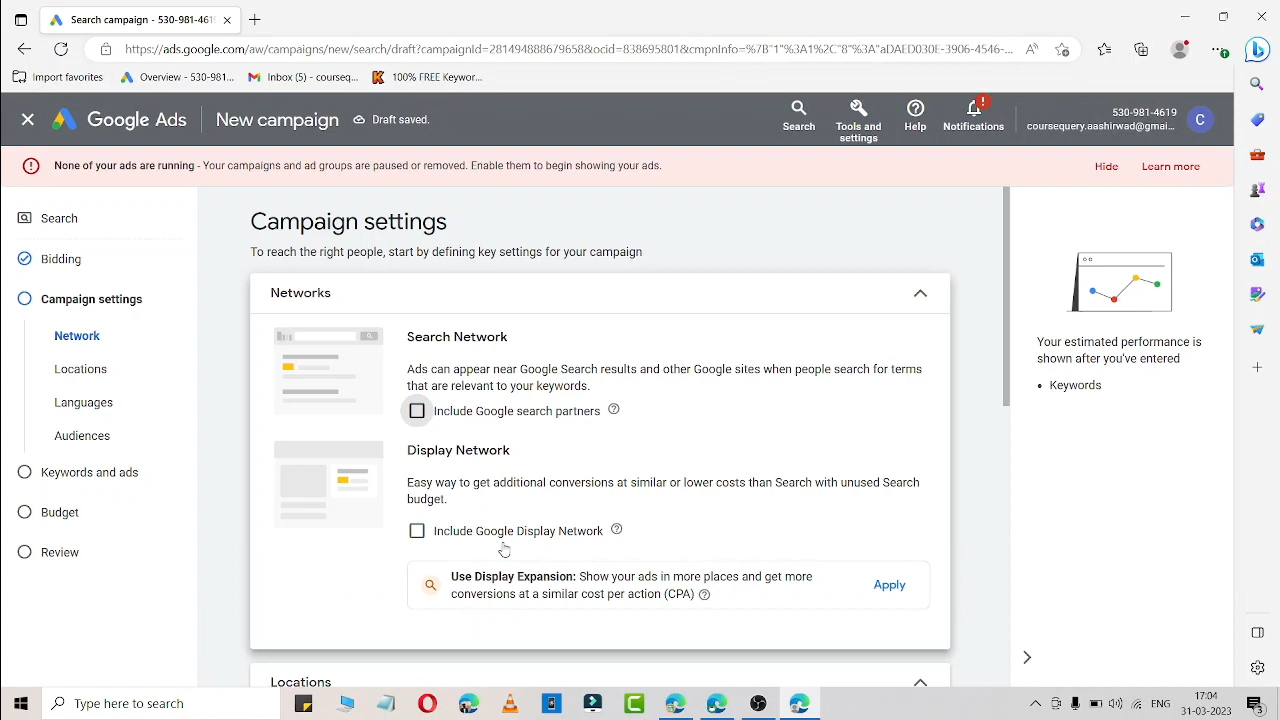 Search campaign - 530-981-461
https://ads.google.com/aw/campaigns/new/search/draft?campaignId=281494888679658&ocid=838695801&cmpnInfo=%7B"1"%3A1%2C"8"%3A"aDAED030E-3906-4546-...
Import favorites
Overview - 530-981...
Inbox (5) - courseq...
100% FREE Keywor...
Google Ads
New campaign
Draft saved.
Search
Tools and settings
Help
Notifications
530-981-4619
coursequery.aashirwad@gmai...
C
None of your ads are running - Your campaigns and ad groups are paused or removed. Enable them to begin showing your ads.
Hide
Learn more
Search
Bidding
Campaign settings
Network
Locations
Languages
Audiences
Keywords and ads
Budget
Review
Campaign settings
To reach the right people, start by defining key settings for your campaign
Networks
Search Network
Ads can appear near Google Search results and other Google sites when people search for terms
that are relevant to your keywords.
Include Google search partners
Display Network
Easy way to get additional conversions at similar or lower costs than Search with unused Search
budget.
Include Google Display Network
Use Display Expansion: Show your ads in more places and get more
conversions at a similar cost per action (CPA)
Apply
Locations
Your estimated performance is
shown after you've entered
• Keywords
Type here to search
ENG
17:04
31-03-2023
3